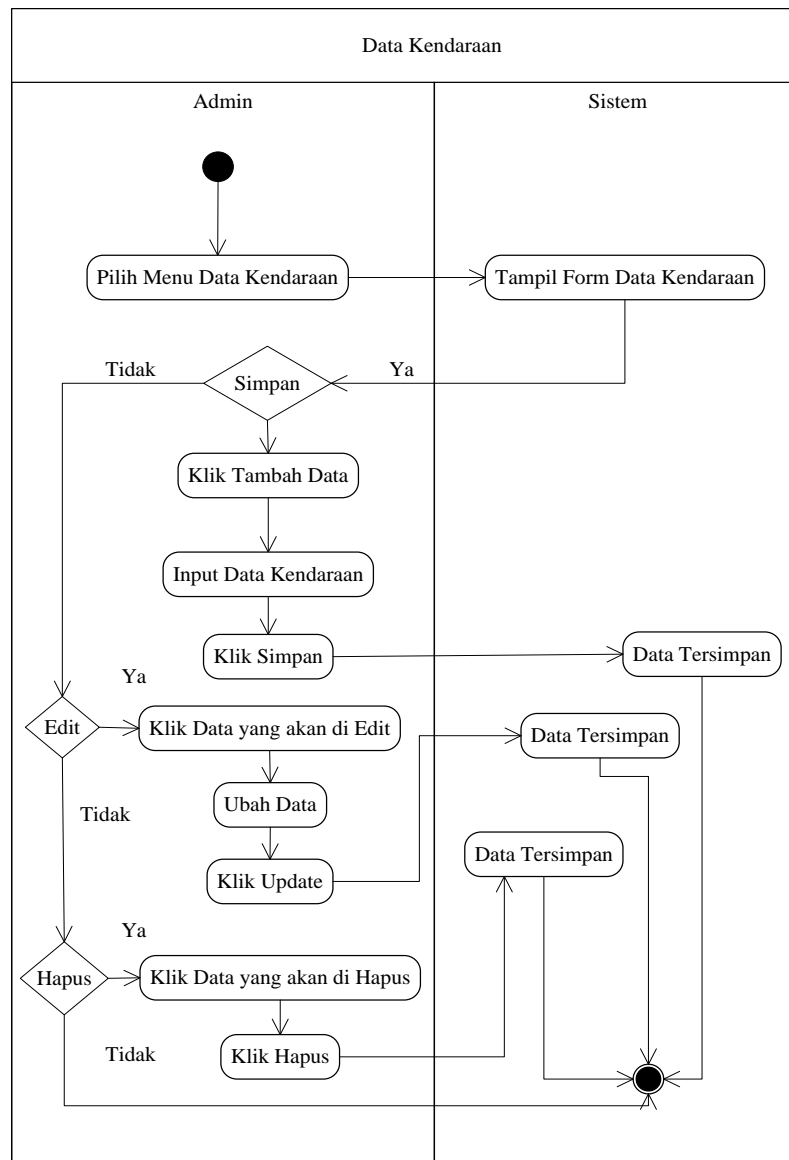 Data Kendaraan
Admin
Sistem
Pilih Menu Data Kendaraan
Tampil Form Data Kendaraan
Tidak
Simpan
Ya
Klik Tambah Data
Input Data Kendaraan
Klik Simpan
Data Tersimpan
Ya
Edit
Klik Data yang akan di Edit
Data Tersimpan
Tidak
Ubah Data
Klik Update
Data Tersimpan
Ya
Hapus
Klik Data yang akan di Hapus
Tidak
Klik Hapus